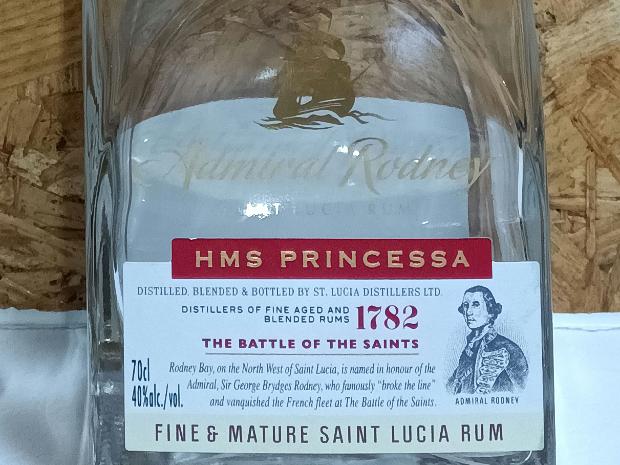 Admiral Rodney
SAINT LUCIA RUM
HMS PRINCESSA
DISTILLED, BLENDED & BOTTLED BY ST. LUCIA DISTILLERS LTD.
DISTILLERS OF FINE AGED AND
BLENDED RUMS 1782
THE BATTLE OF THE SAINTS
70cl
40%alc./vol.
Rodney Bay, on the North West of Saint Lucia, is named in honour of the
Admiral, Sir George Brydges Rodney, who famously "broke the line"
and vanquished the French fleet at The Battle of the Saints.
ADMIRAL RODNEY
FINE & MATURE SAINT LUCIA RUM